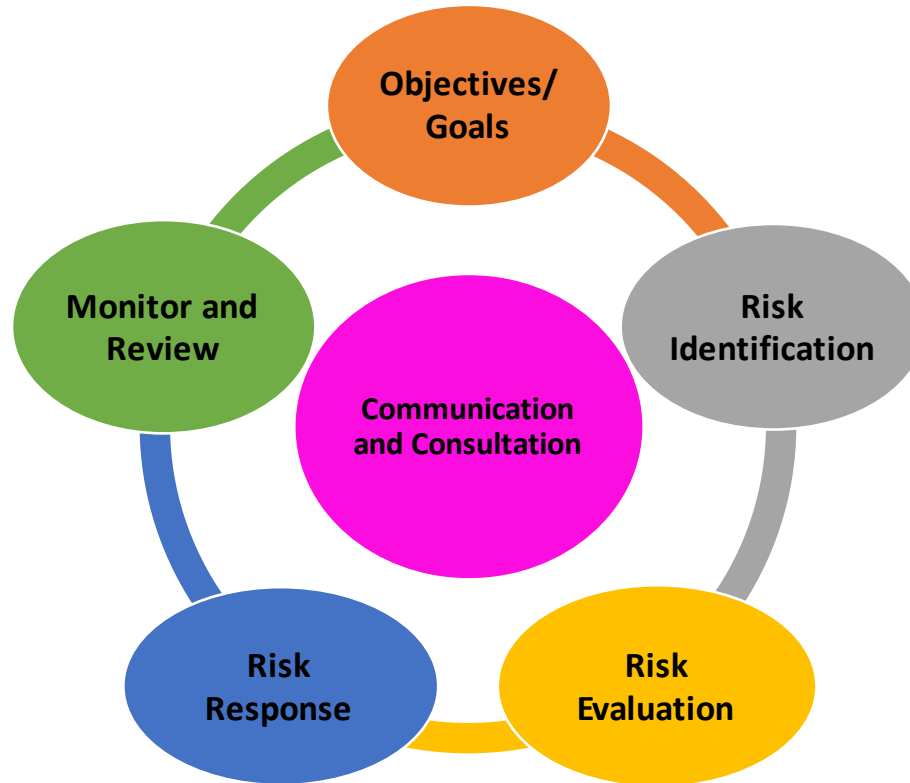 Objectives/
Goals
Risk
Identification
Risk
Evaluation
Risk
Response
Monitor and
Review
Communication
and Consultation